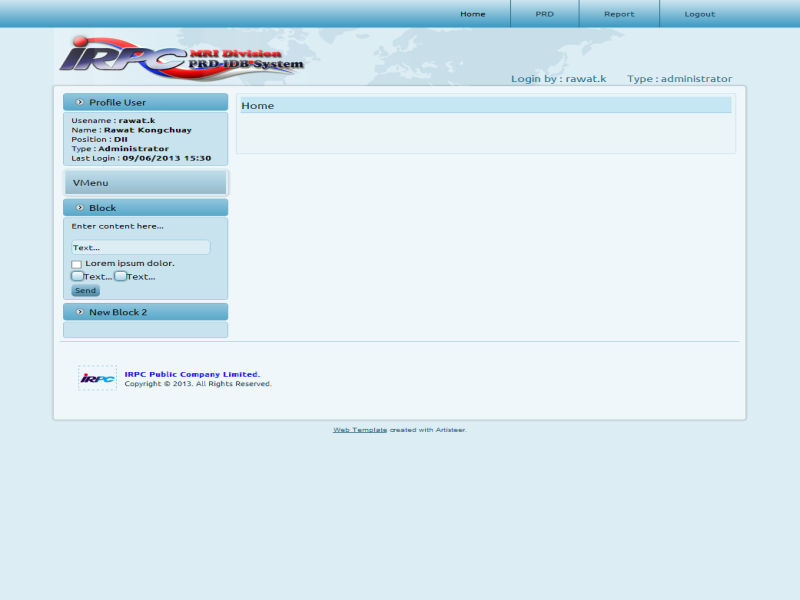 Home PRD Report Logout
IRPC MRI Division
PRD-IDB System
Login by : rawat.k Type : administrator
Profile User
Usename : rawat.k
Name : Rawat Kongchuay
Position : DII
Type : Administrator
Last Login : 09/06/2013 15:30
VMenu
Block
Enter content here...
Text...
Lorem ipsum dolor.
Text... Text...
Send
New Block 2
Home
IRPC
IRPC Public Company Limited.
Copyright © 2013. All Rights Reserved.
Web Template created with Artisteer.